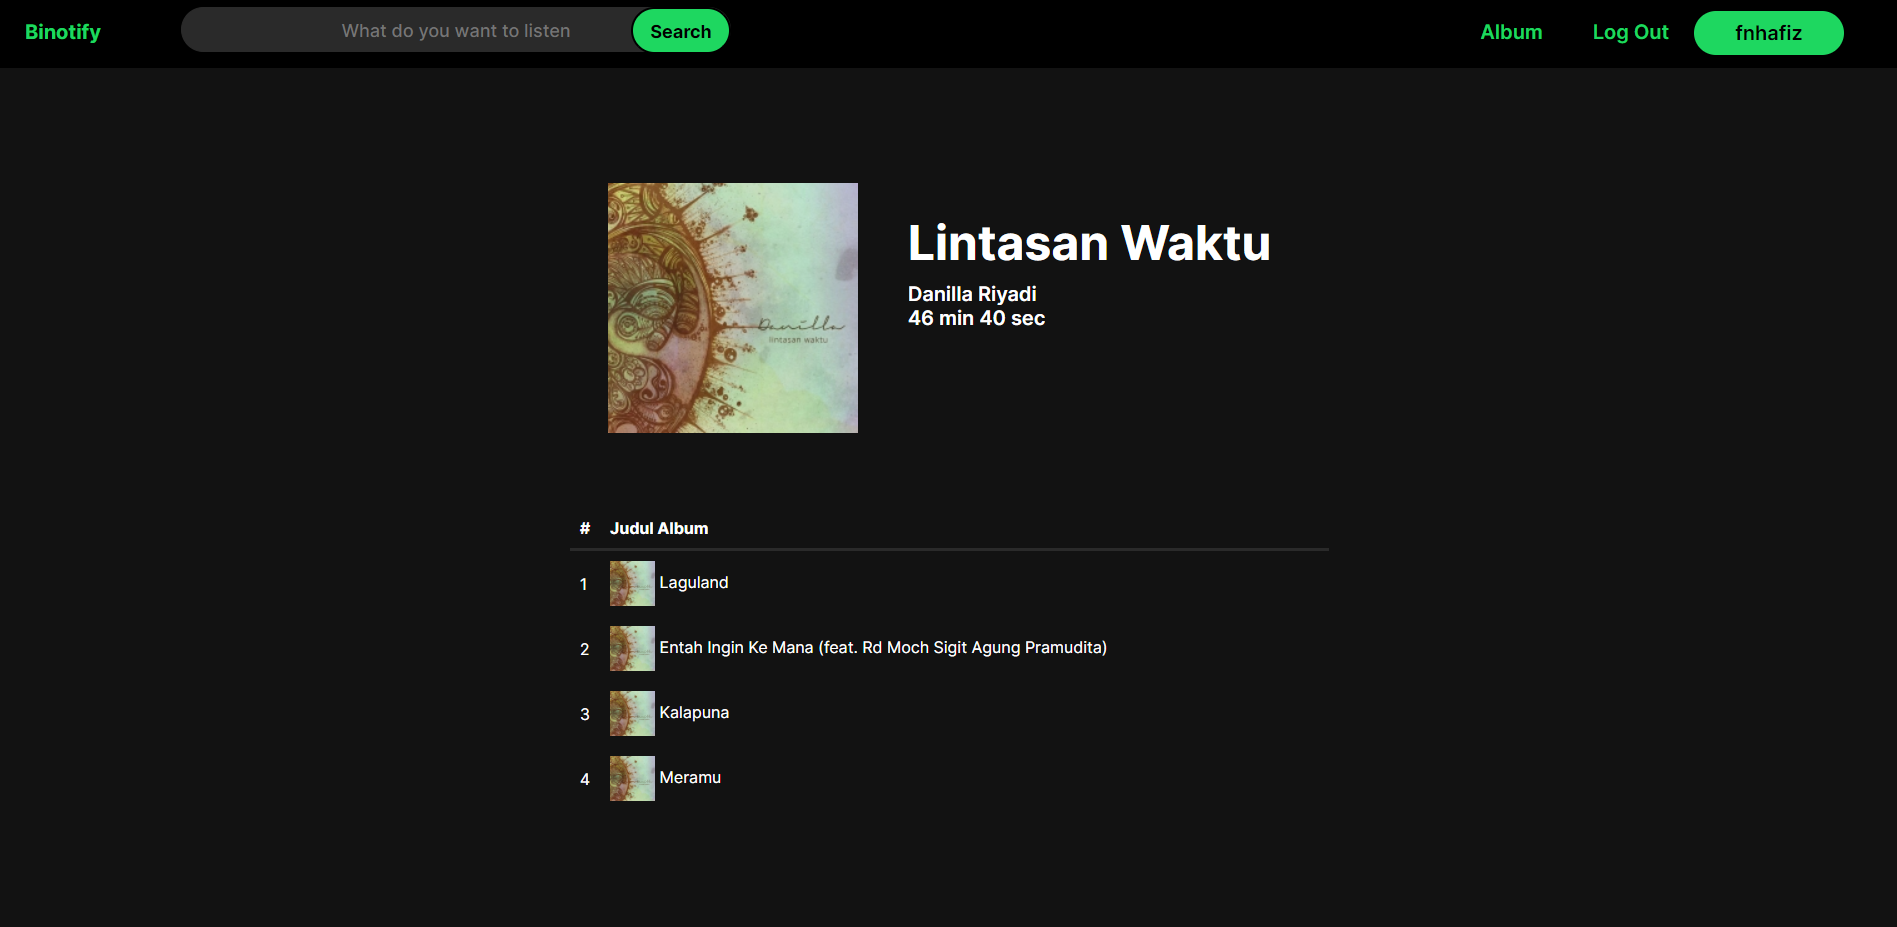 Binotify
What do you want to listen
Search
Album
Log Out
fnhafiz
Danilla
lintasan waktu
Lintasan Waktu
Danilla Riyadi
46 min 40 sec
# Judul Album
1 Laguland
2 Entah Ingin Ke Mana (feat. Rd Moch Sigit Agung Pramudita)
3 Kalapuna
4 Meramu